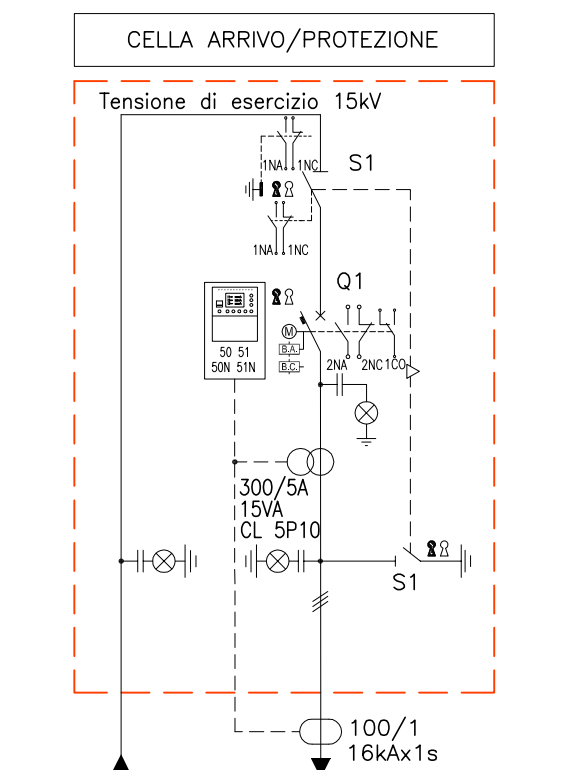 CELLA ARRIVO/PROTEZIONE
Tensione di esercizio 15kV
1NA 1NC
S1
1NA 1NC
Q1
M
B.A.
B.C.
50 51
50N 51N
2NA 2NC 1CO
300/5A
15VA
CL 5P10
S1
100/1
16kAx1s